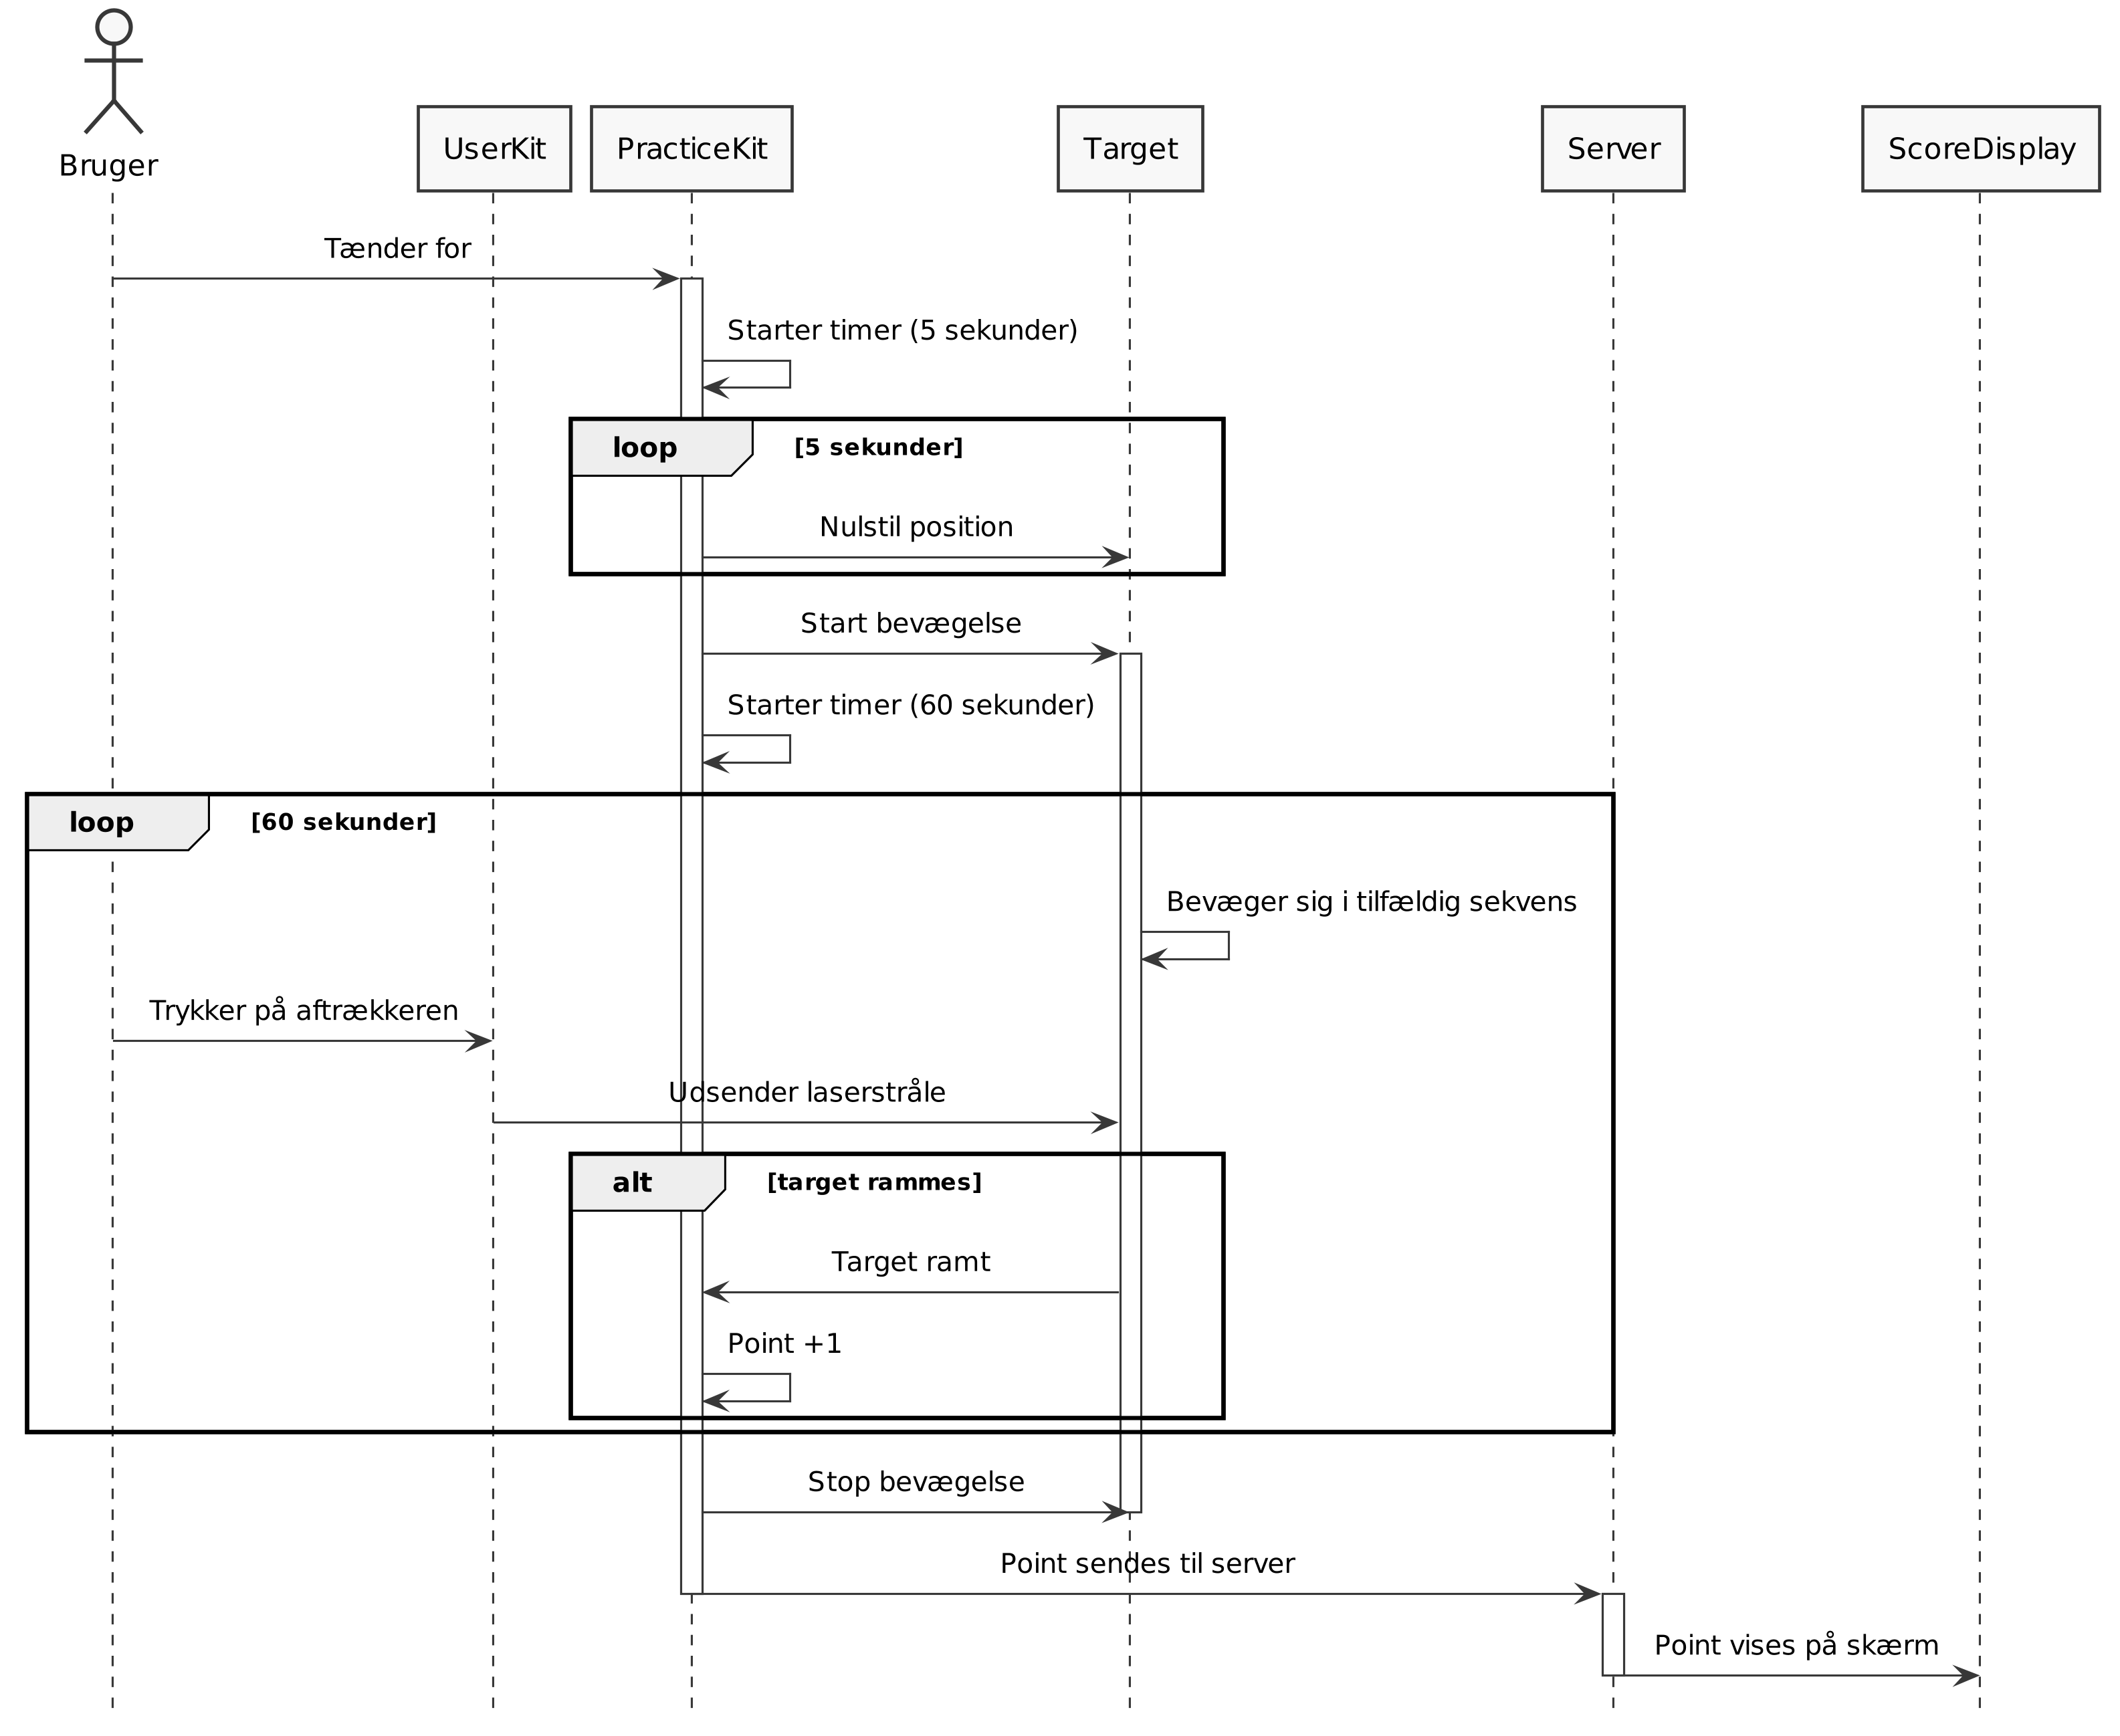 Bruger
UserKit
PracticeKit
Target
Server
ScoreDisplay
Tænder for
Starter timer (5 sekunder)
loop
[5 sekunder]
Nulstil position
Start bevægelse
Starter timer (60 sekunder)
loop
[60 sekunder]
Bevæger sig i tilfældig sekvens
Trykker på aftrækkeren
Udsender laserstråle
alt
[target rammes]
Target ramt
Point +1
Stop bevægelse
Point sendes til server
Point vises på skærm